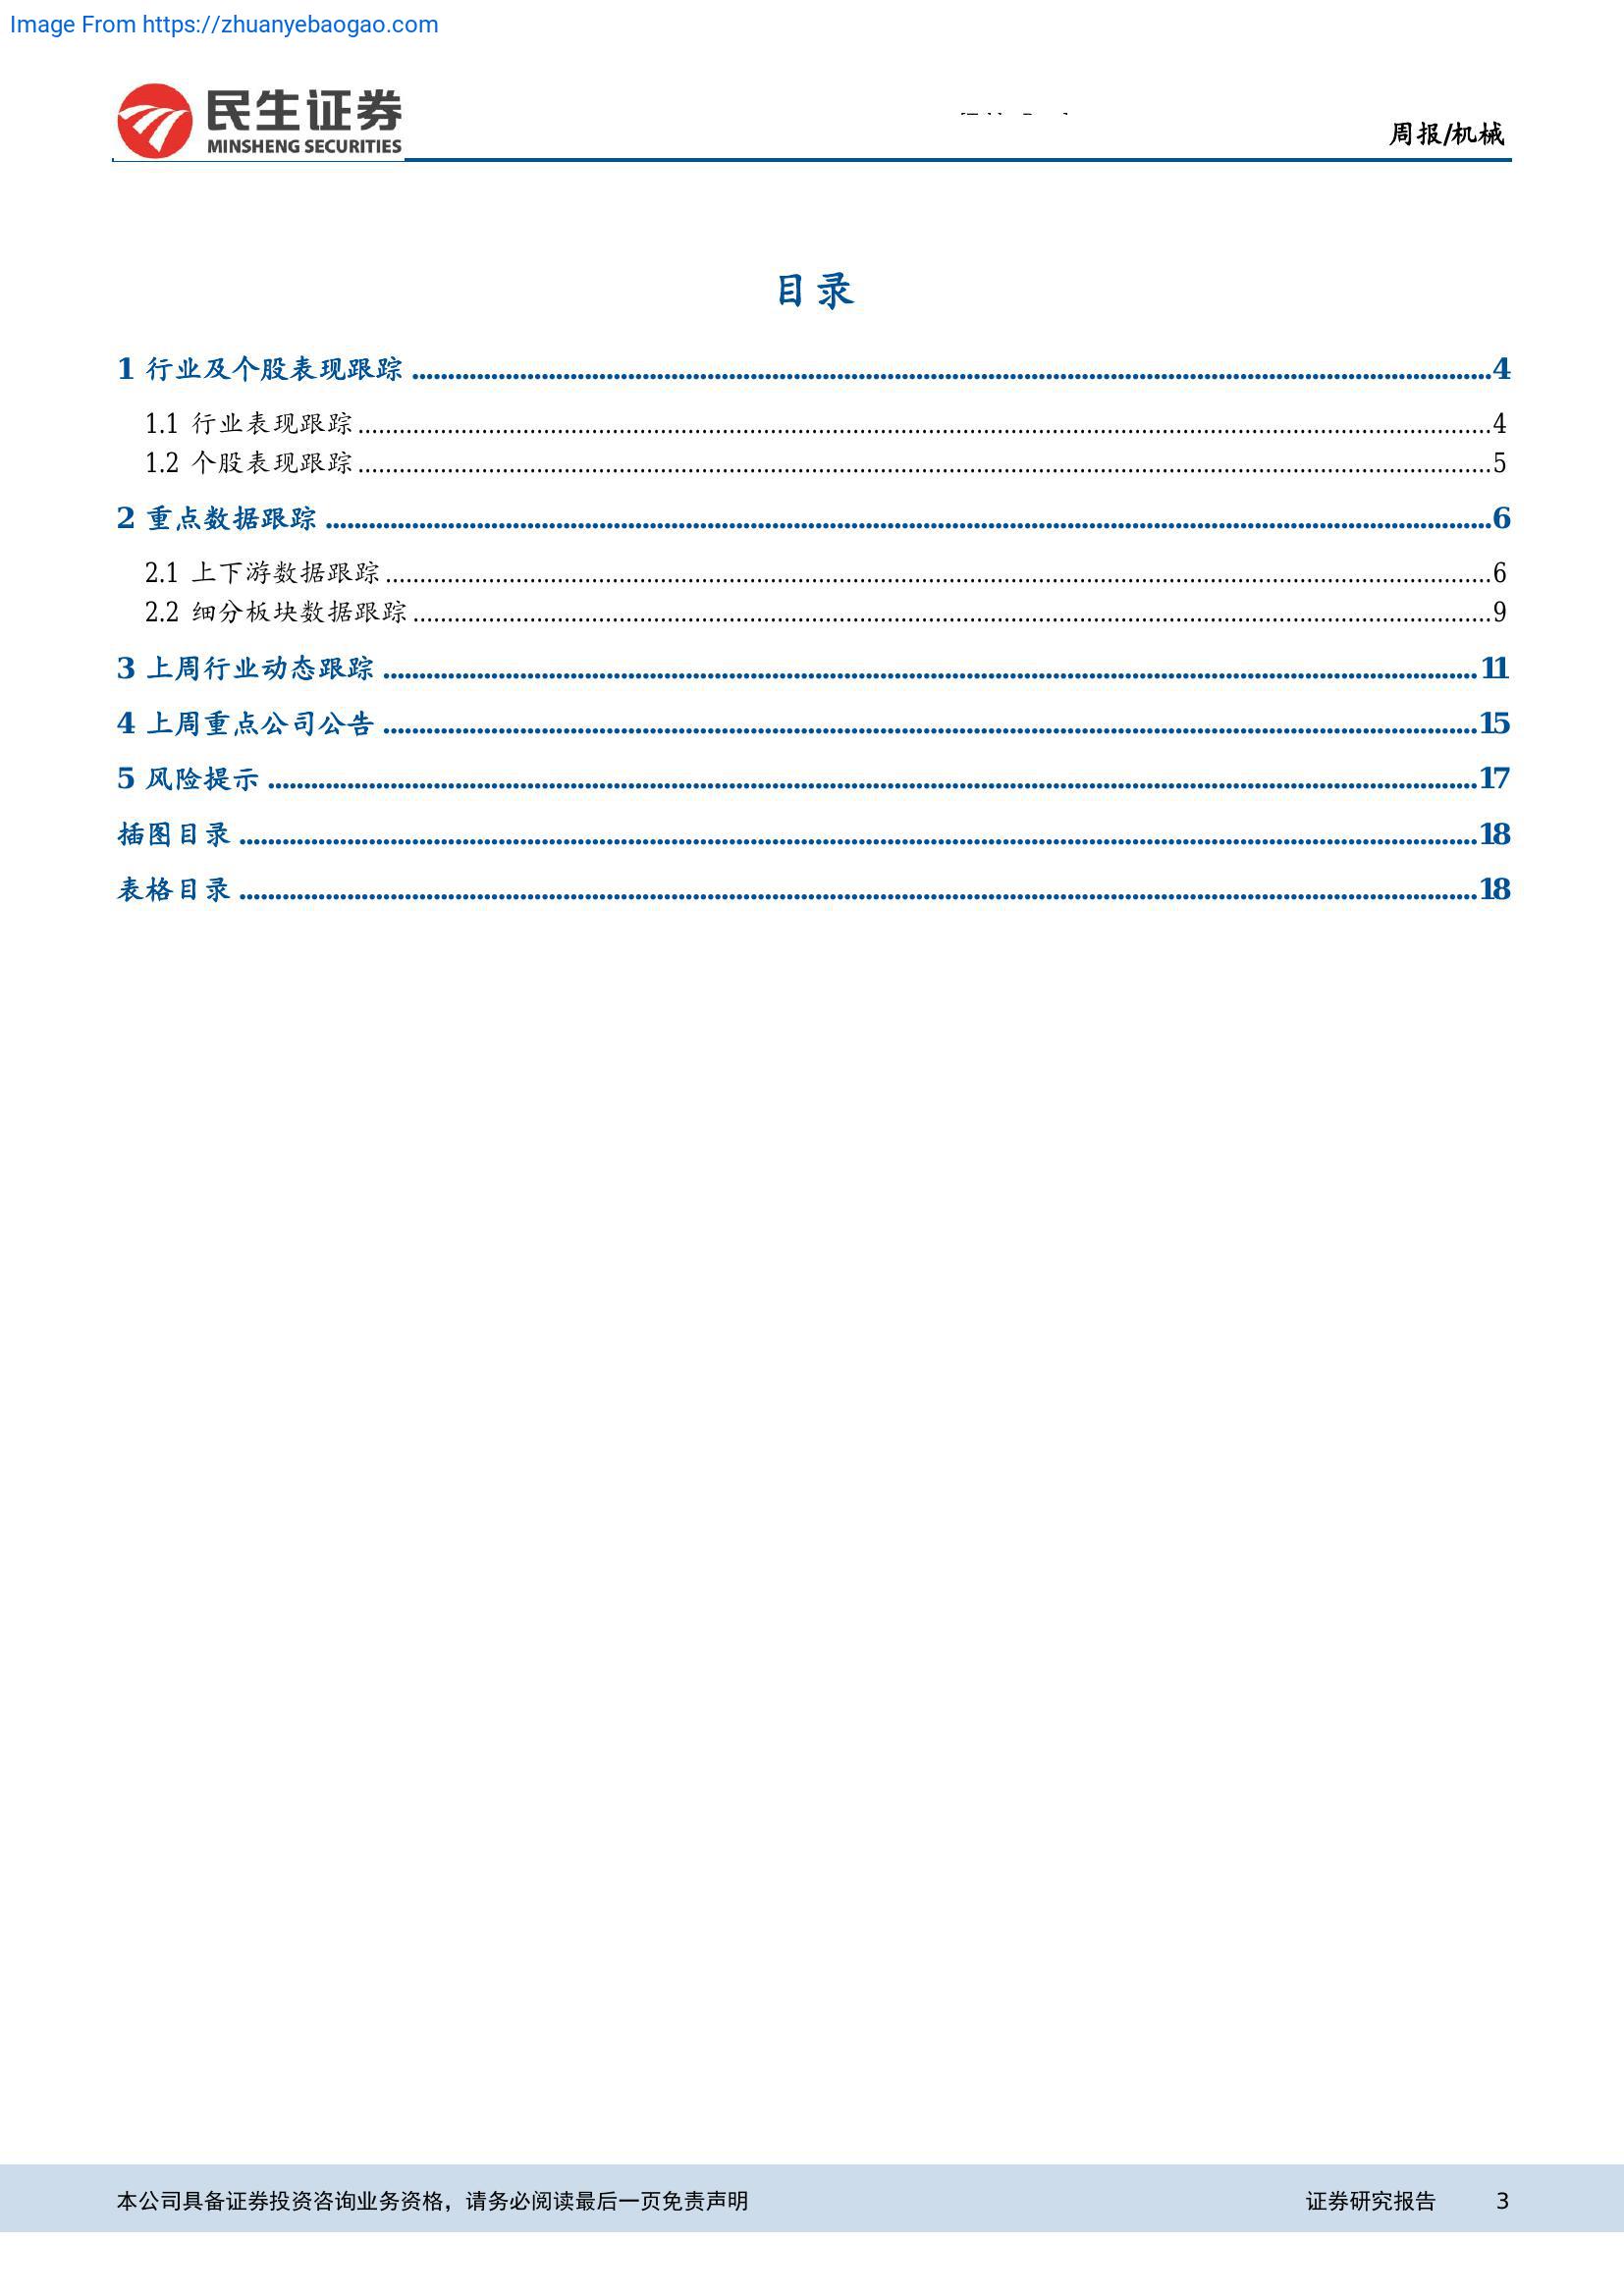 Image From https://zhuanyebaogao.com
民生证券
MINSHENG SECURITIES
周报/机械
目录
1 行业及个股表现跟踪 4
1.1 行业表现跟踪 4
1.2 个股表现跟踪 5
2 重点数据跟踪 6
2.1 上下游数据跟踪 6
2.2 细分板块数据跟踪 9
3 上周行业动态跟踪 11
4 上周重点公司公告 15
5 风险提示 17
插图目录 18
表格目录 18
本公司具备证券投资咨询业务资格，请务必阅读最后一页免责声明 证券研究报告 3